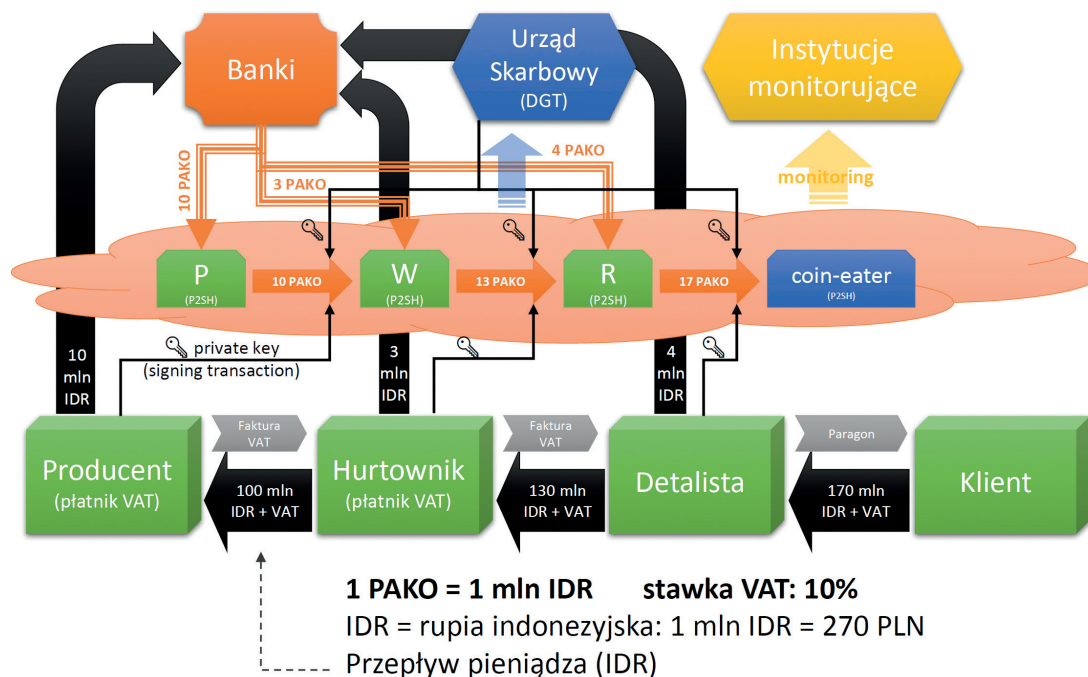 Banki
Urząd
Skarbowy
(DGT)
Instytucje
monitorujące
10 PAKO
3 PAKO
4 PAKO
monitoring
P
(P2SH)
10 PAKO
W
(P2SH)
13 PAKO
R
(P2SH)
17 PAKO
coin-eater
(P2SH)
private key
(signing transaction)
10
mln
IDR
3
mln
IDR
4
mln
IDR
Producent
(płatnik VAT)
Faktura
VAT
100 mln
IDR + VAT
Hurtownik
(płatnik VAT)
Faktura
VAT
130 mln
IDR + VAT
Detalista
Paragon
170 mln
IDR + VAT
Klient
1 PAKO = 1 mln IDR stawka VAT: 10%
IDR = rupia indonezyjska: 1 mln IDR = 270 PLN
Przepływ pieniądza (IDR)